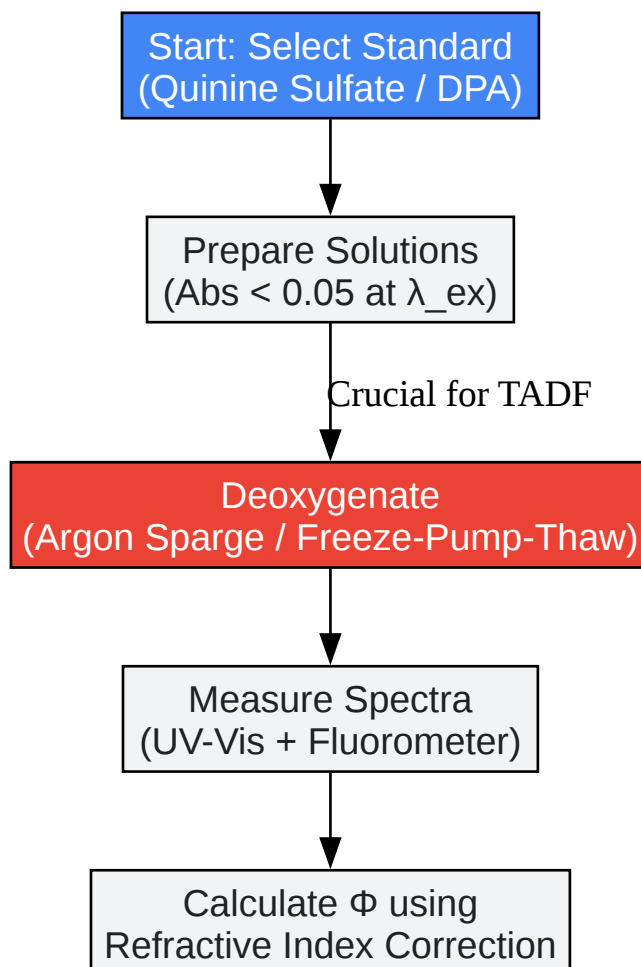 Start: Select Standard
(Quinine Sulfate / DPA)
Prepare Solutions
(Abs < 0.05 at λ_ex)
Crucial for TADF
Deoxygenate
(Argon Sparge / Freeze-Pump-Thaw)
Measure Spectra
(UV-Vis + Fluorometer)
Calculate Φ using
Refractive Index Correction